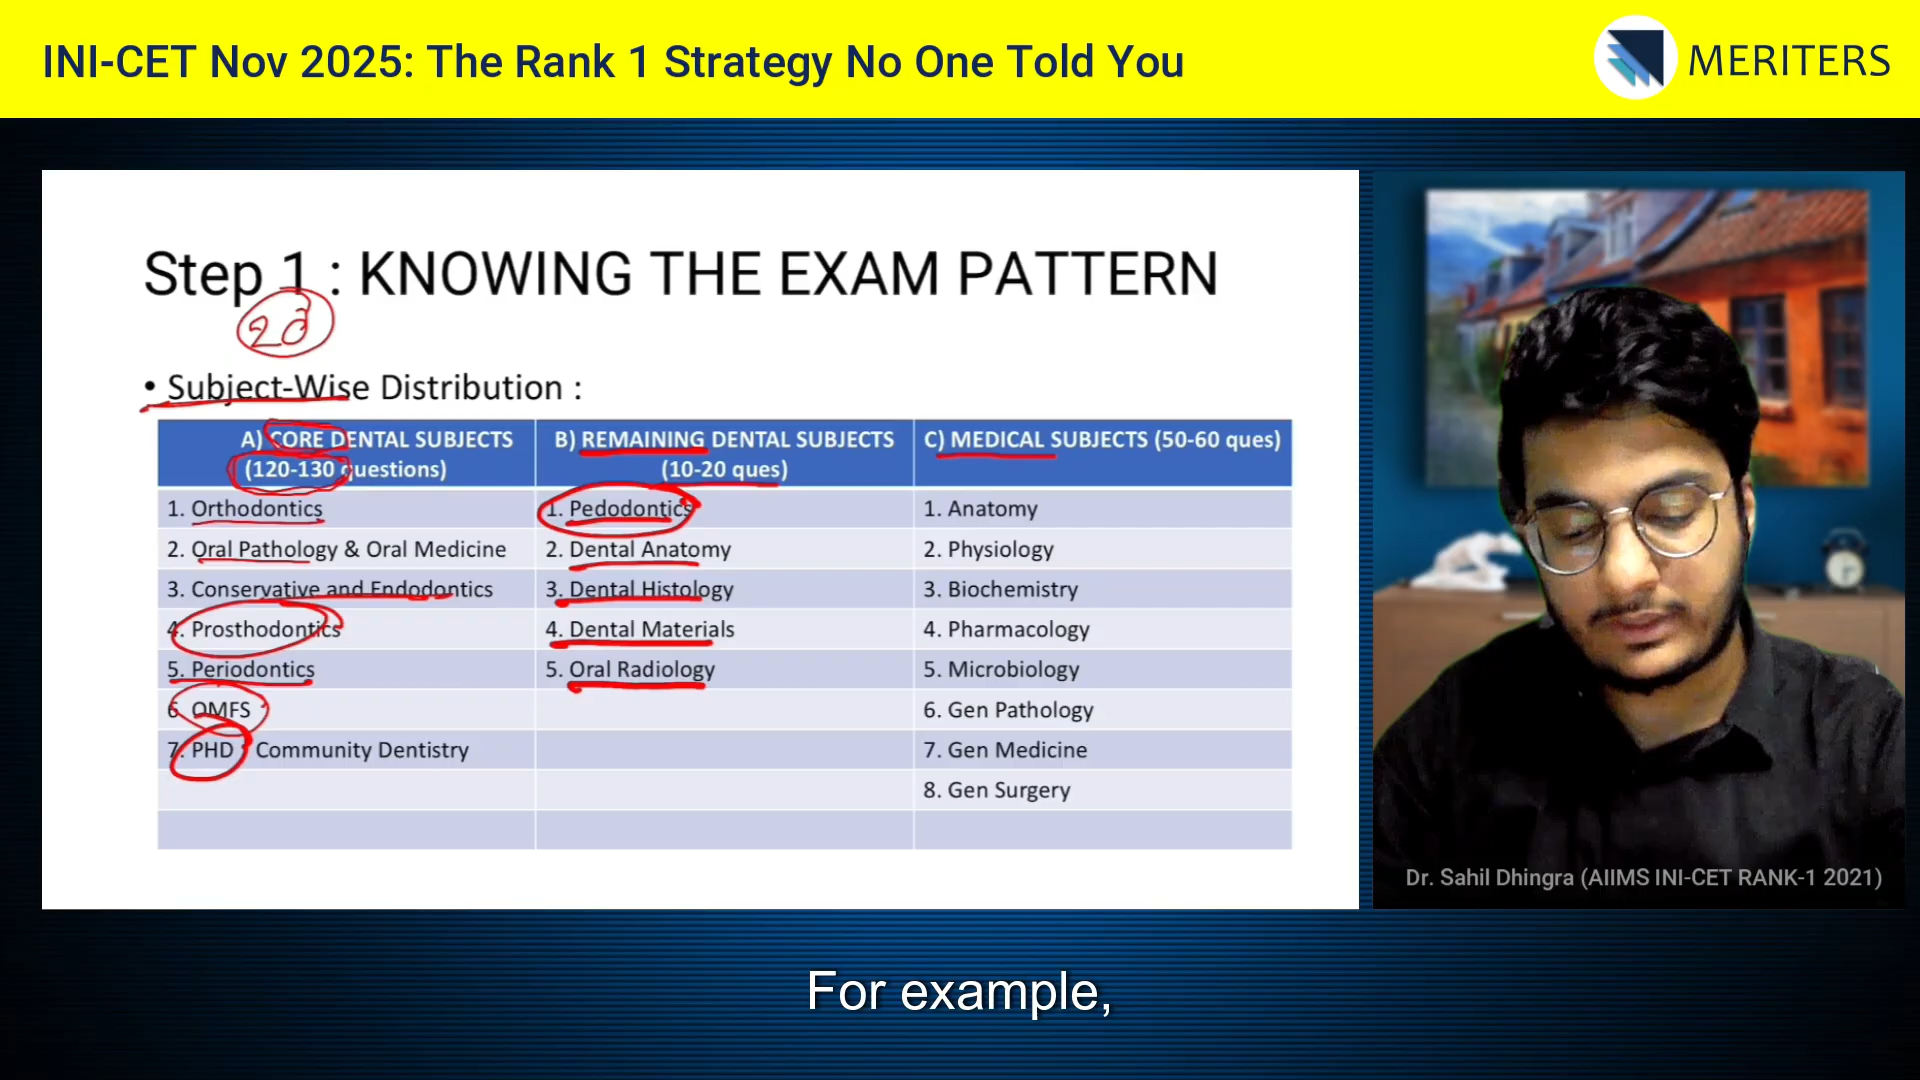 INI-CET Nov 2025: The Rank 1 Strategy No One Told You
MERITERS
Step 1 : KNOWING THE EXAM PATTERN
• Subject-Wise Distribution :
A) CORE DENTAL SUBJECTS (120-130 questions)
B) REMAINING DENTAL SUBJECTS (10-20 ques)
C) MEDICAL SUBJECTS (50-60 ques)
1. Orthodontics
1. Pedodontics
1. Anatomy
2. Oral Pathology & Oral Medicine
2. Dental Anatomy
2. Physiology
3. Conservative and Endodontics
3. Dental Histology
3. Biochemistry
4. Prosthodontics
4. Dental Materials
4. Pharmacology
5. Periodontics
5. Oral Radiology
5. Microbiology
6. OMFS
6. Gen Pathology
7. PHD Community Dentistry
7. Gen Medicine
8. Gen Surgery
Dr. Sahil Dhingra (AIIMS INI-CET RANK-1 2021)
For example,